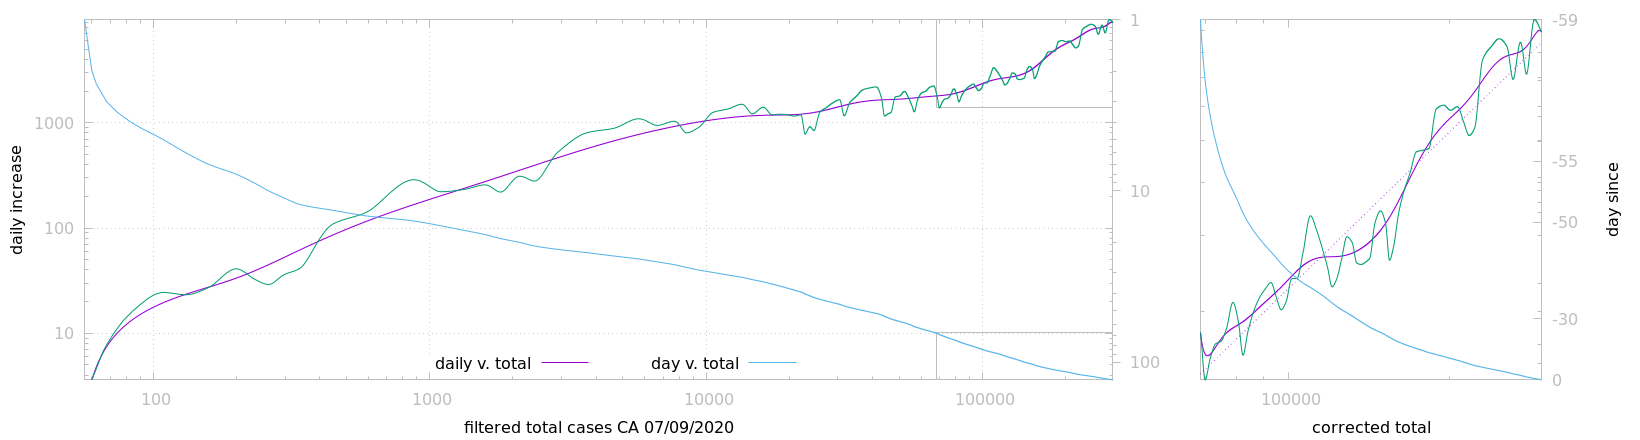 1
-59
1000
-55
daily increase
10
day since
-50
100
-30
10
daily v. total
day v. total
100
0
100
1000
10000
100000
100000
filtered total cases CA 07/09/2020
corrected total